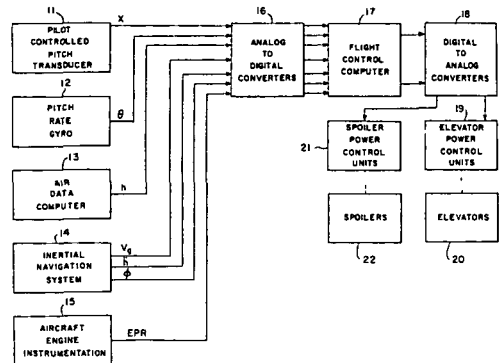 11
PILOT
CONTROLLED
PITCH
TRANSDUCER
X
12
PITCH
RATE
GYRO
θ
13
AIR
DATA
COMPUTER
h
14
INERTIAL
NAVIGATION
SYSTEM
Vg
ḣ
ϕ
15
AIRCRAFT
ENGINE
INSTRUMENTATION
EPR
16
ANALOG
TO
DIGITAL
CONVERTERS
17
FLIGHT
CONTROL
COMPUTER
18
DIGITAL
TO
ANALOG
CONVERTERS
21
SPOILER
POWER
CONTROL
UNITS
19
ELEVATOR
POWER
CONTROL
UNITS
SPOILERS
22
ELEVATORS
20